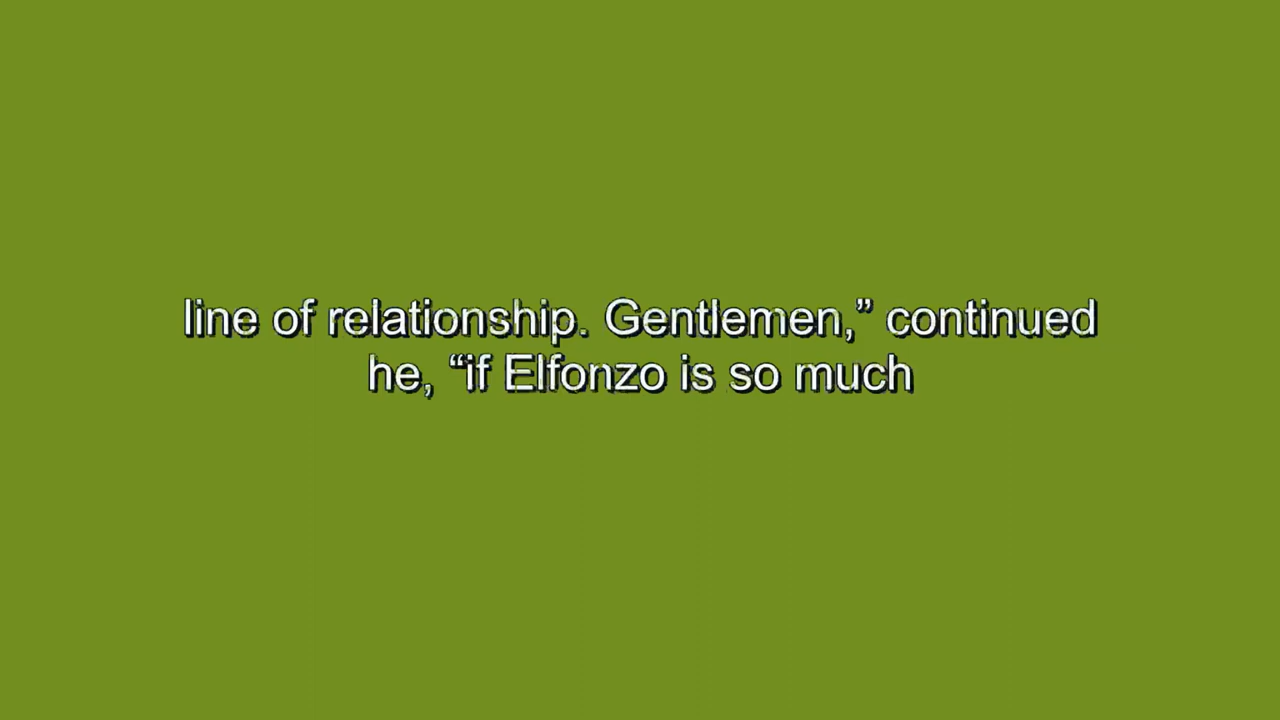 line of relationship. Gentlemen,” continued
he, “if Elfonzo is so much